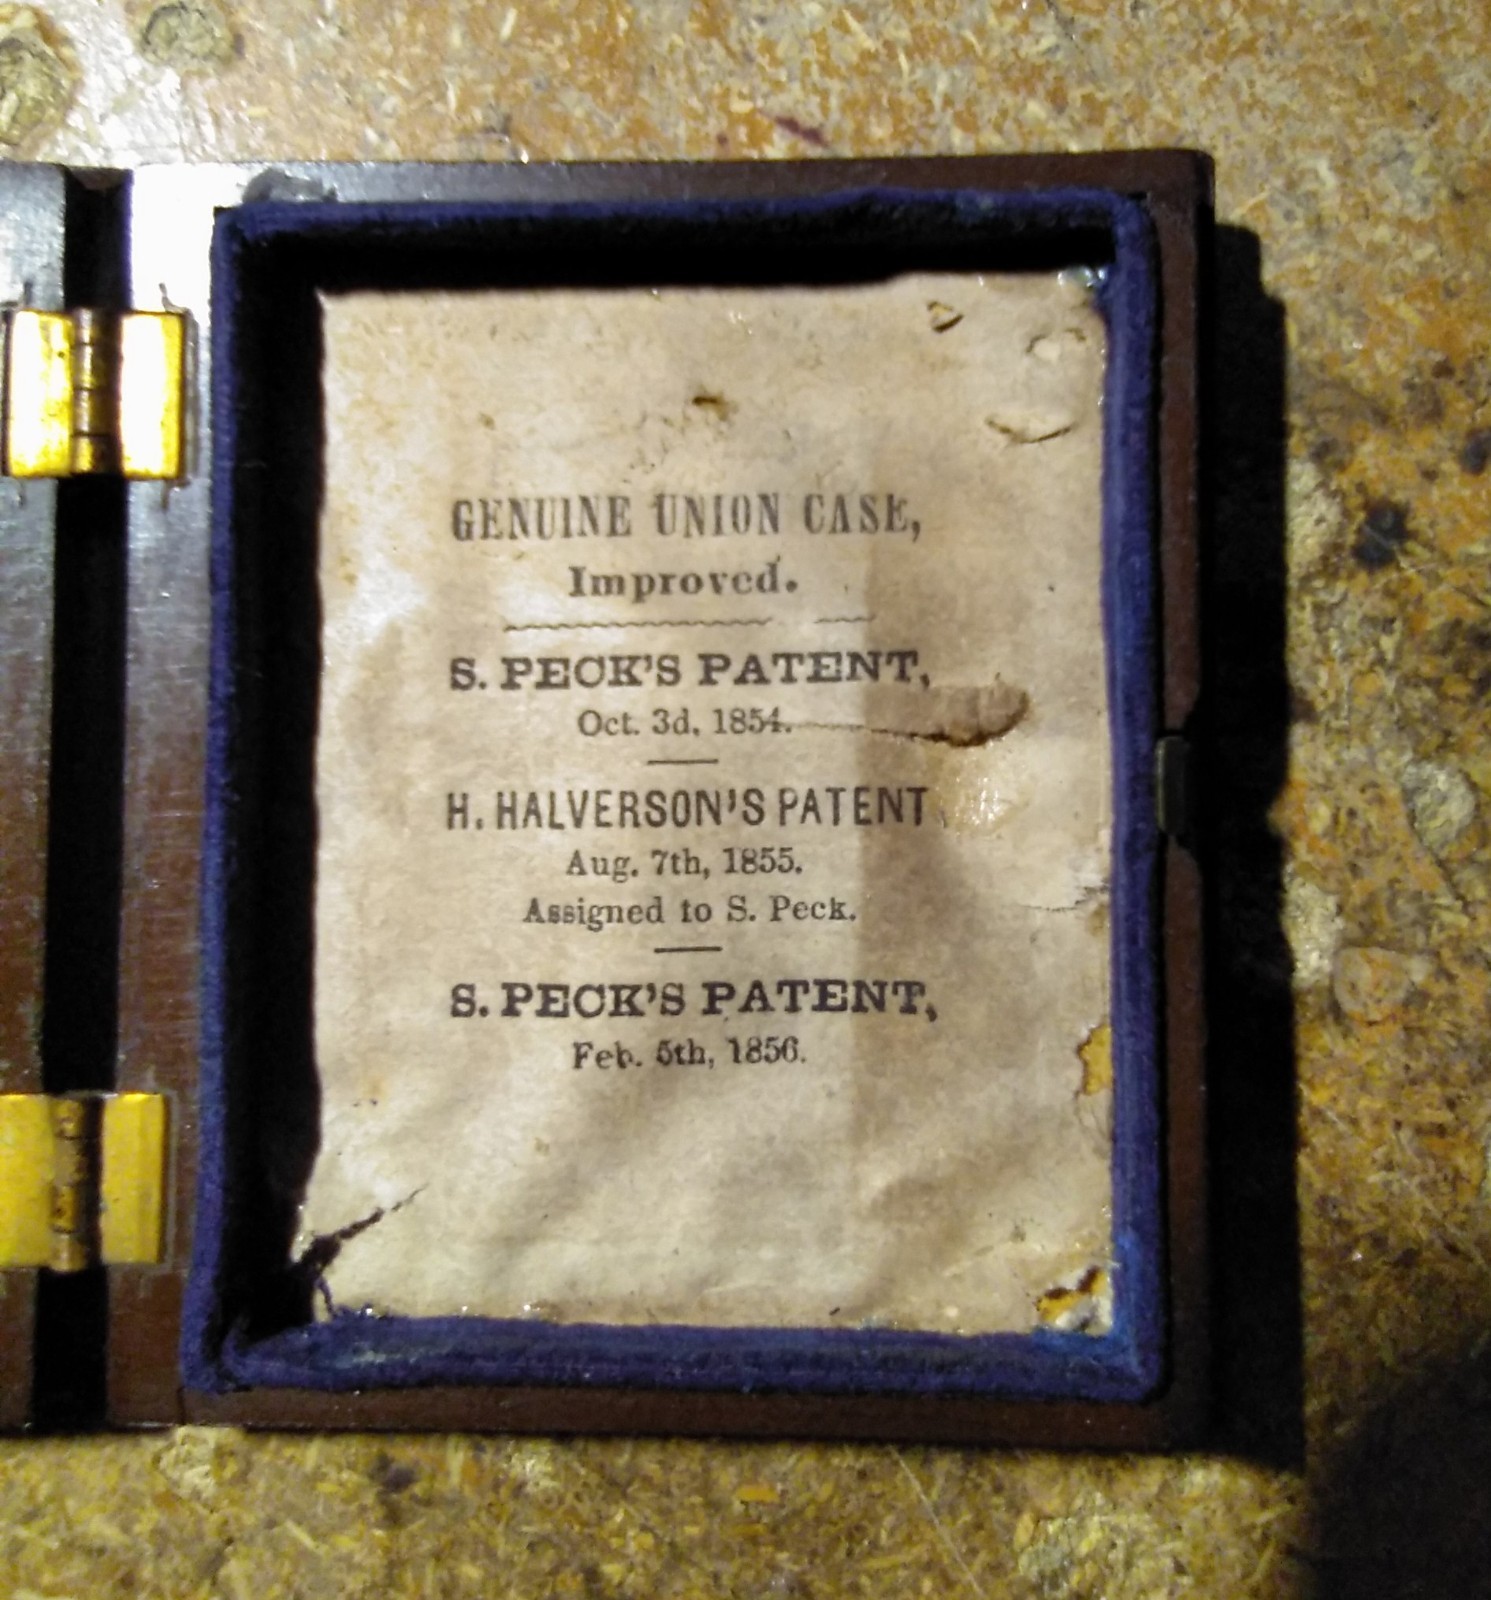 GENUINE UNION CASE,
Improved.
S. PECK'S PATENT,
Oct. 3d, 1854.
H. HALVERSON'S PATENT,
Aug. 7th, 1855.
Assigned to S. Peck.
S. PECK'S PATENT,
Feb. 5th, 1856.